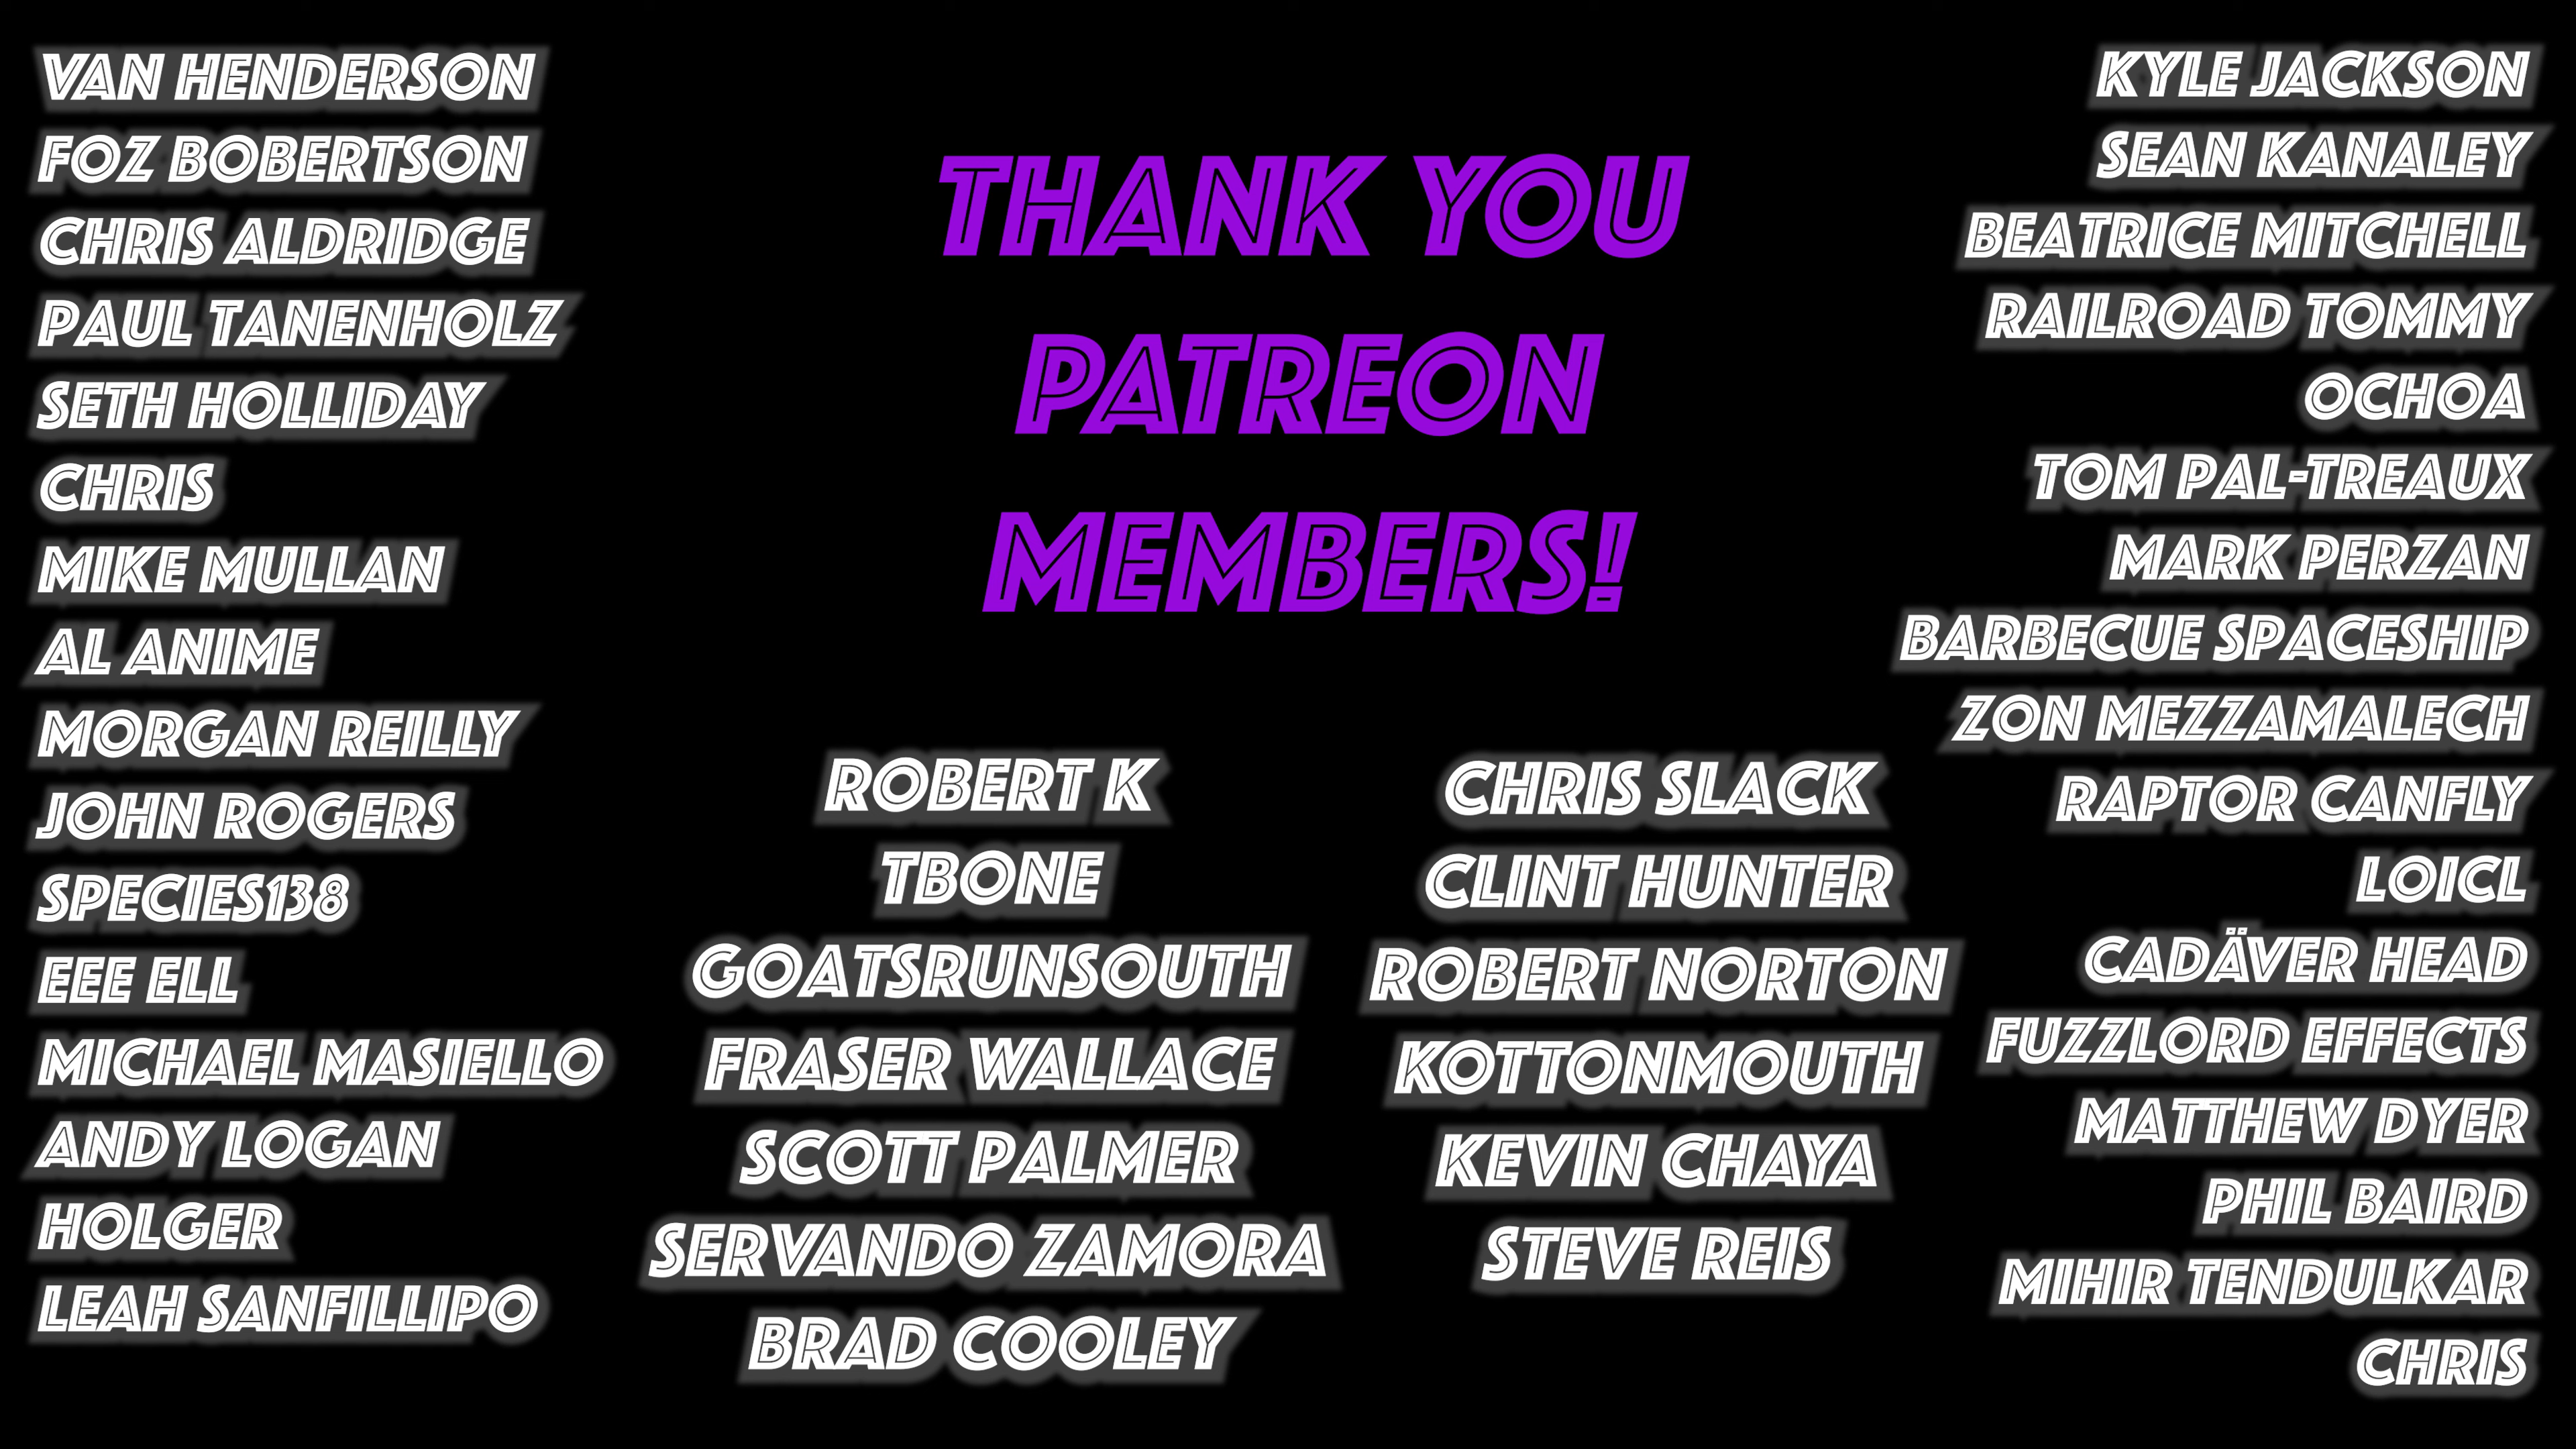 VAN HENDERSON
FOZ BOBERTSON
CHRIS ALDRIDGE
PAUL TANENHOLZ
SETH HOLLIDAY
CHRIS
MIKE MULLAN
AL ANIME
MORGAN REILLY
JOHN ROGERS
SPECIES138
EEE ELL
MICHAEL MASIELLO
ANDY LOGAN
HOLGER
LEAH SANFILLIPO
THANK YOU
PATREON
MEMBERS!
ROBERT K
TBONE
GOATSRUNSOUTH
FRASER WALLACE
SCOTT PALMER
SERVANDO ZAMORA
BRAD COOLEY
CHRIS SLACK
CLINT HUNTER
ROBERT NORTON
KOTTONMOUTH
KEVIN CHAYA
STEVE REIS
KYLE JACKSON
SEAN KANALEY
BEATRICE MITCHELL
RAILROAD TOMMY
OCHOA
TOM PAL-TREAUX
MARK PERZAN
BARBECUE SPACESHIP
ZON MEZZAMALECH
RAPTOR CANFLY
LOICL
CADÄVER HEAD
FUZZLORD EFFECTS
MATTHEW DYER
PHIL BAIRD
MIHIR TENDULKAR
CHRIS